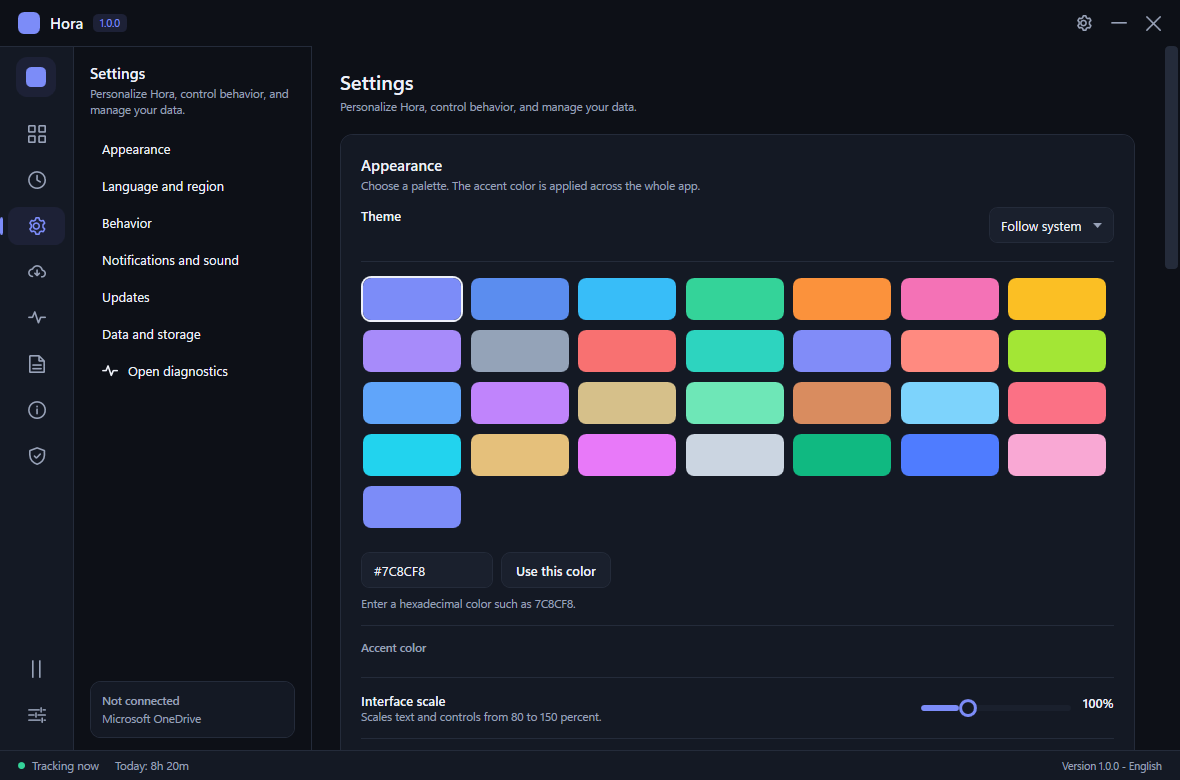 Hora 1.0.0
Settings
Personalize Hora, control behavior, and
manage your data.
Appearance
Language and region
Behavior
Notifications and sound
Updates
Data and storage
Open diagnostics
Not connected
Microsoft OneDrive
Settings
Personalize Hora, control behavior, and manage your data.
Appearance
Choose a palette. The accent color is applied across the whole app.
Theme
Follow system
#7C8CF8
Use this color
Enter a hexadecimal color such as 7C8CF8.
Accent color
Interface scale
Scales text and controls from 80 to 150 percent.
100%
Tracking now
Today: 8h 20m
Version 1.0.0 - English